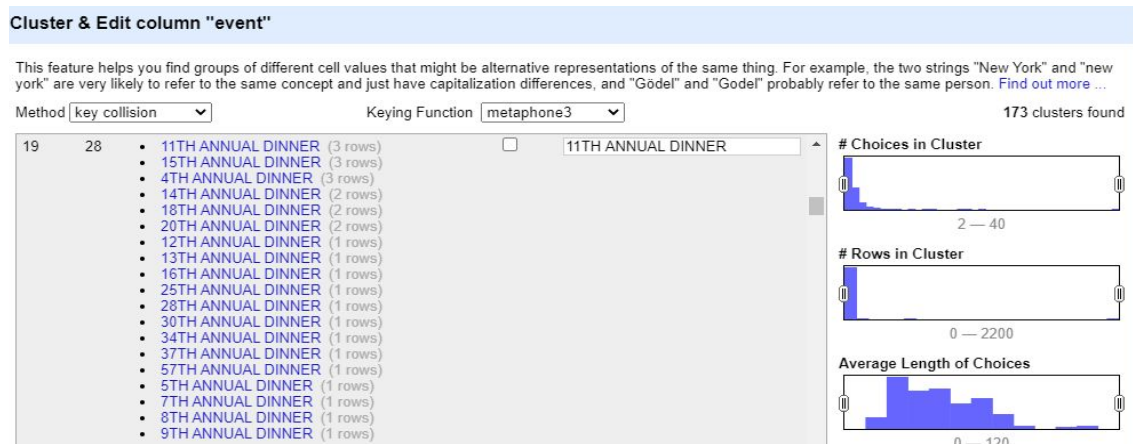 Cluster & Edit column "event"
This feature helps you find groups of different cell values that might be alternative representations of the same thing. For example, the two strings "New York" and "new
york" are very likely to refer to the same concept and just have capitalization differences, and "Gödel" and "Godel" probably refer to the same person. Find out more ...
Method key collision Keying Function metaphone3 173 clusters found
19 28 • 11TH ANNUAL DINNER (3 rows) 11TH ANNUAL DINNER # Choices in Cluster
• 15TH ANNUAL DINNER (3 rows)
• 4TH ANNUAL DINNER (3 rows)
• 14TH ANNUAL DINNER (2 rows)
• 18TH ANNUAL DINNER (2 rows)
• 20TH ANNUAL DINNER (2 rows)
2 — 40
• 12TH ANNUAL DINNER (1 rows)
• 13TH ANNUAL DINNER (1 rows)
# Rows in Cluster
• 16TH ANNUAL DINNER (1 rows)
• 25TH ANNUAL DINNER (1 rows)
• 28TH ANNUAL DINNER (1 rows)
• 30TH ANNUAL DINNER (1 rows)
• 34TH ANNUAL DINNER (1 rows)
0 — 2200
• 37TH ANNUAL DINNER (1 rows)
• 57TH ANNUAL DINNER (1 rows)
Average Length of Choices
• 5TH ANNUAL DINNER (1 rows)
• 7TH ANNUAL DINNER (1 rows)
• 8TH ANNUAL DINNER (1 rows)
• 9TH ANNUAL DINNER (1 rows)
0 — 120